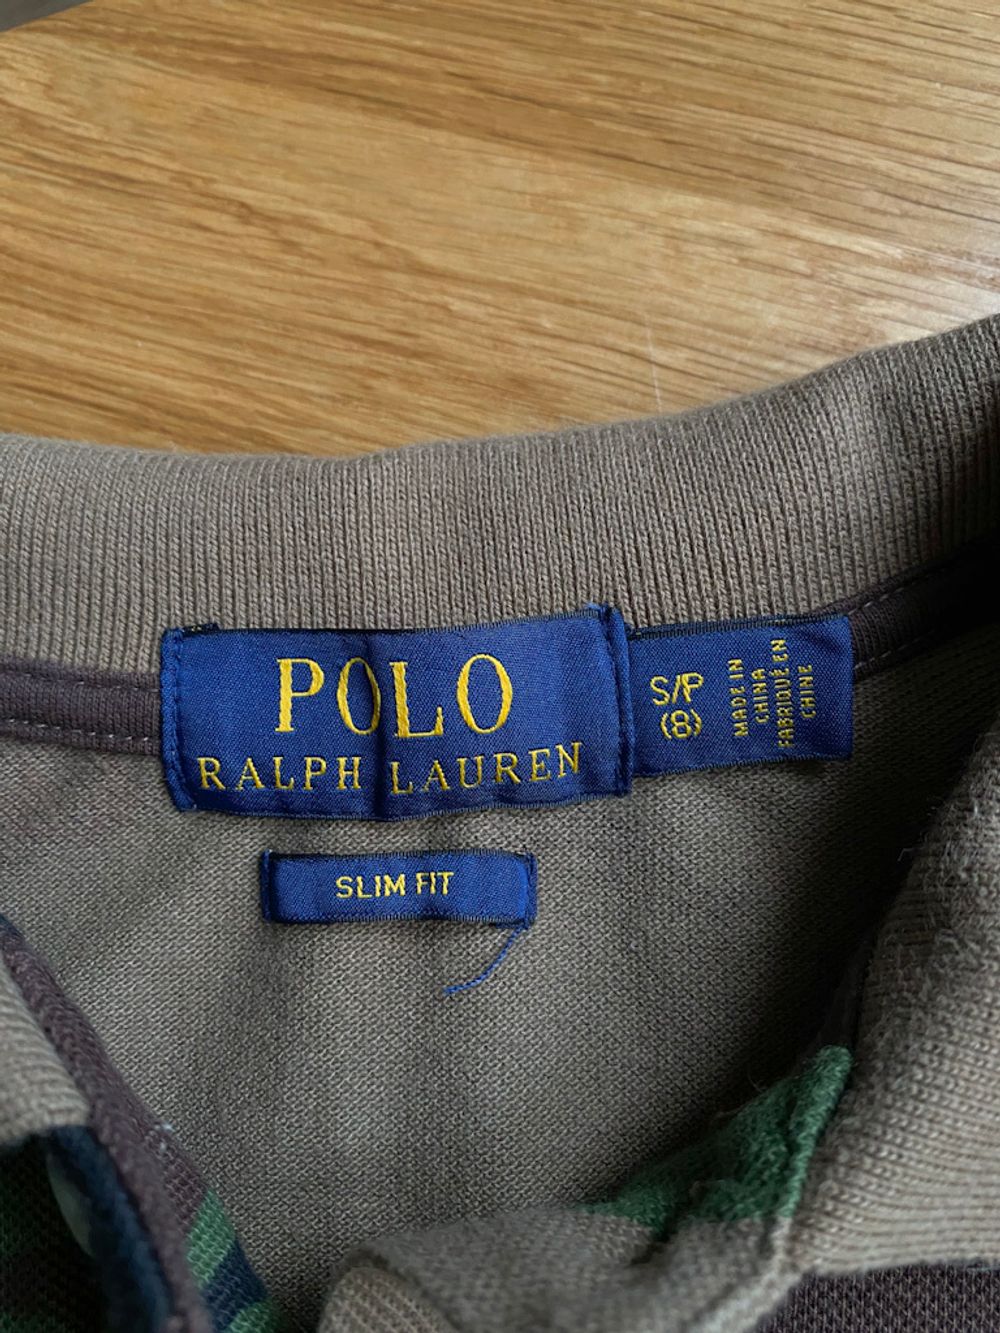 POLO
RALPH LAUREN
S/P
(8)
MADE IN
CHINA
FABRIQUÉ EN
CHINE
SLIM FIT